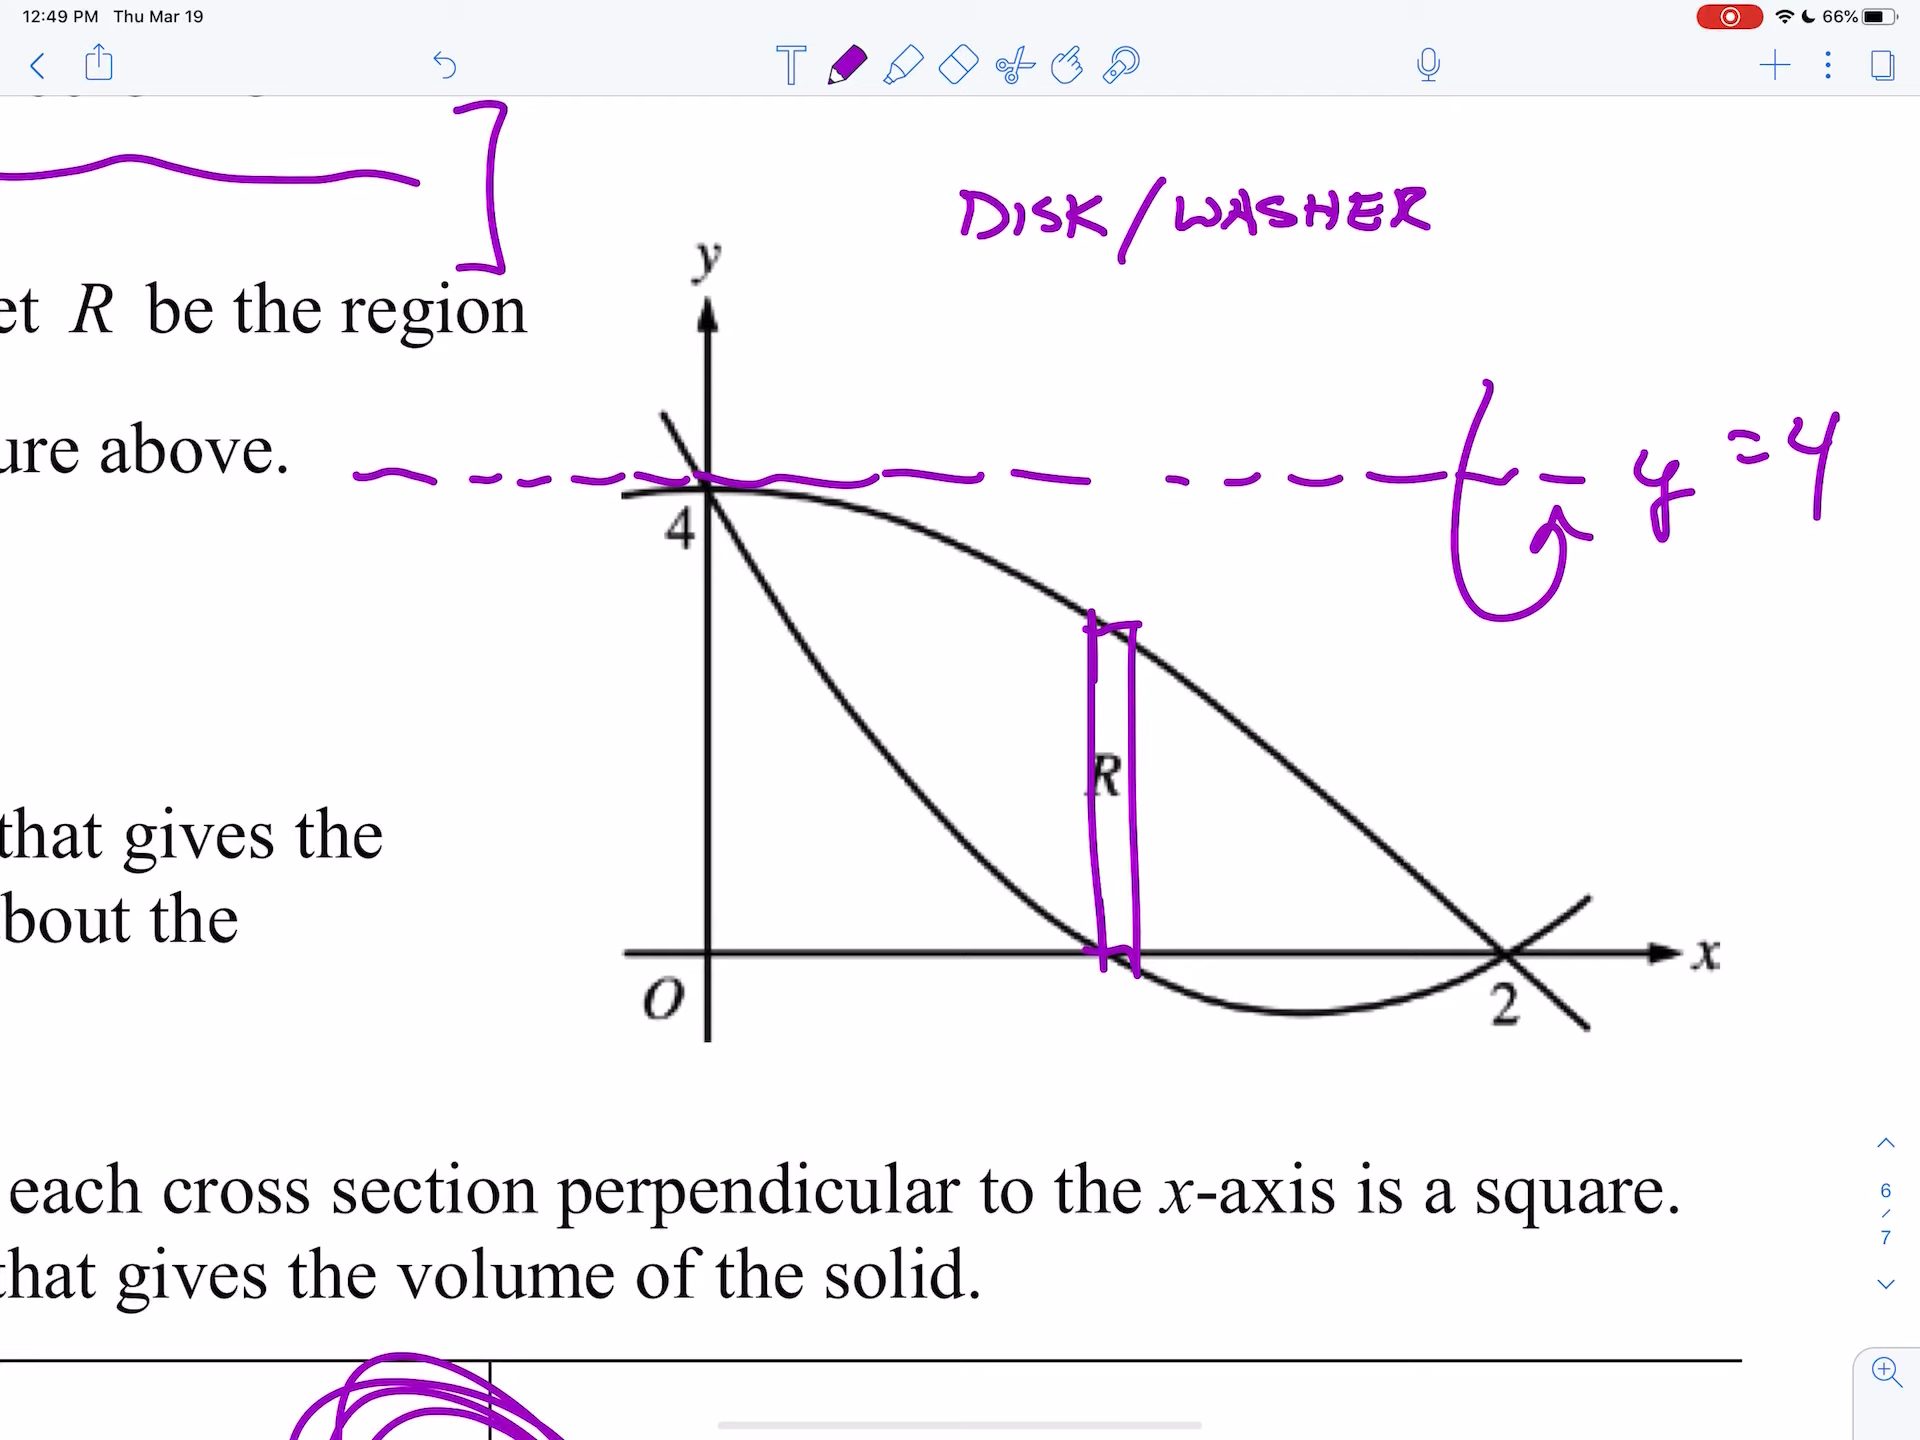 12:49 PM Thu Mar 19
66%
T
DISK/WASHER
y
et R be the region
y = 4
ure above.
4
R
that gives the
bout the
x
O
2
each cross section perpendicular to the x-axis is a square.
that gives the volume of the solid.
6
/
7